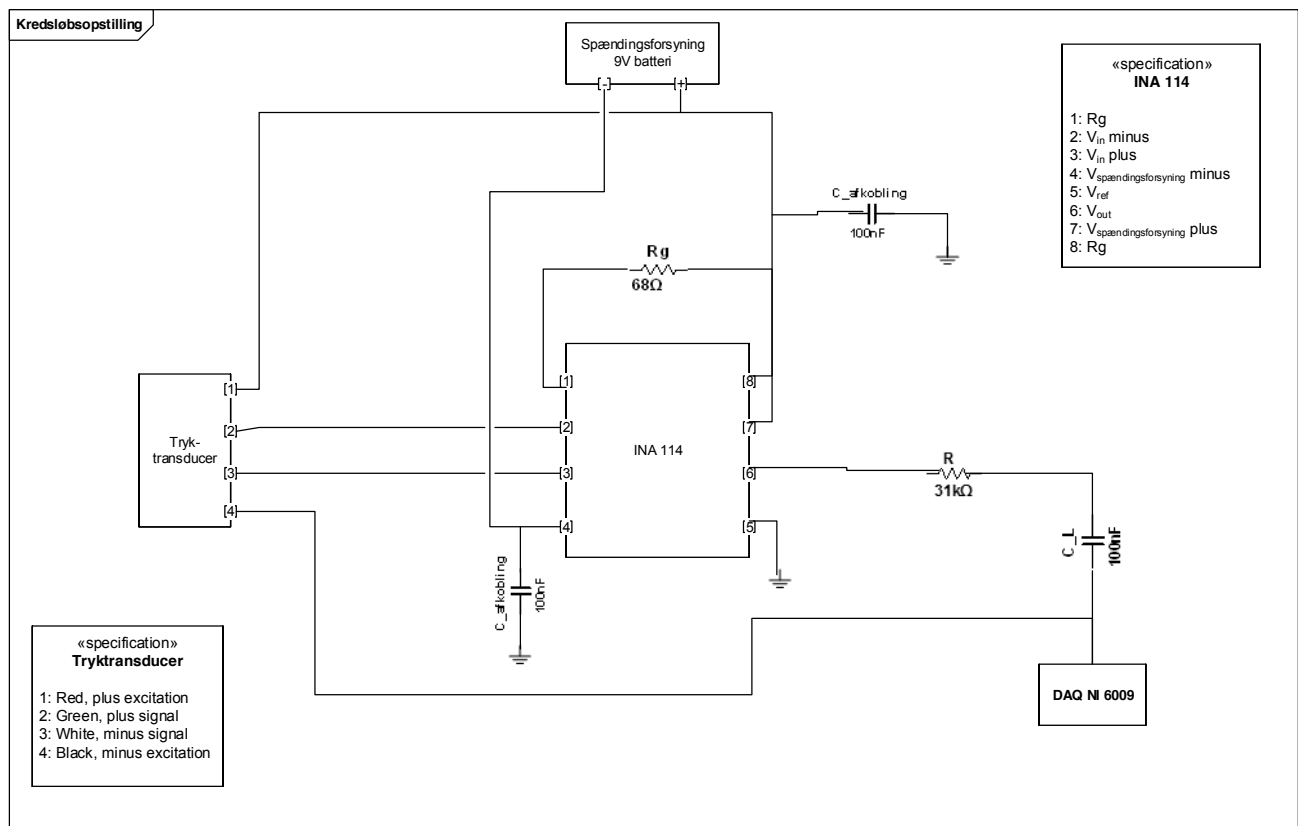 Kredsløbsopstilling
Spændingsforsyning
9V batteri
[-]
[+]
«specification»
INA 114
1: Rg
2: Vin minus
3: Vin plus
4: Vspændingsforsyning minus
5: Vref
6: Vout
7: Vspændingsforsyning plus
8: Rg
C_afkobling
100nF
Rg
68Ω
Tryk-
transducer
[1]
[2]
[3]
[4]
INA 114
[1]
[2]
[3]
[4]
[8]
[7]
[6]
[5]
R
31kΩ
C_L
100nF
C_afkobling
100nF
DAQ NI 6009
«specification»
Tryktransducer
1: Red, plus excitation
2: Green, plus signal
3: White, minus signal
4: Black, minus excitation